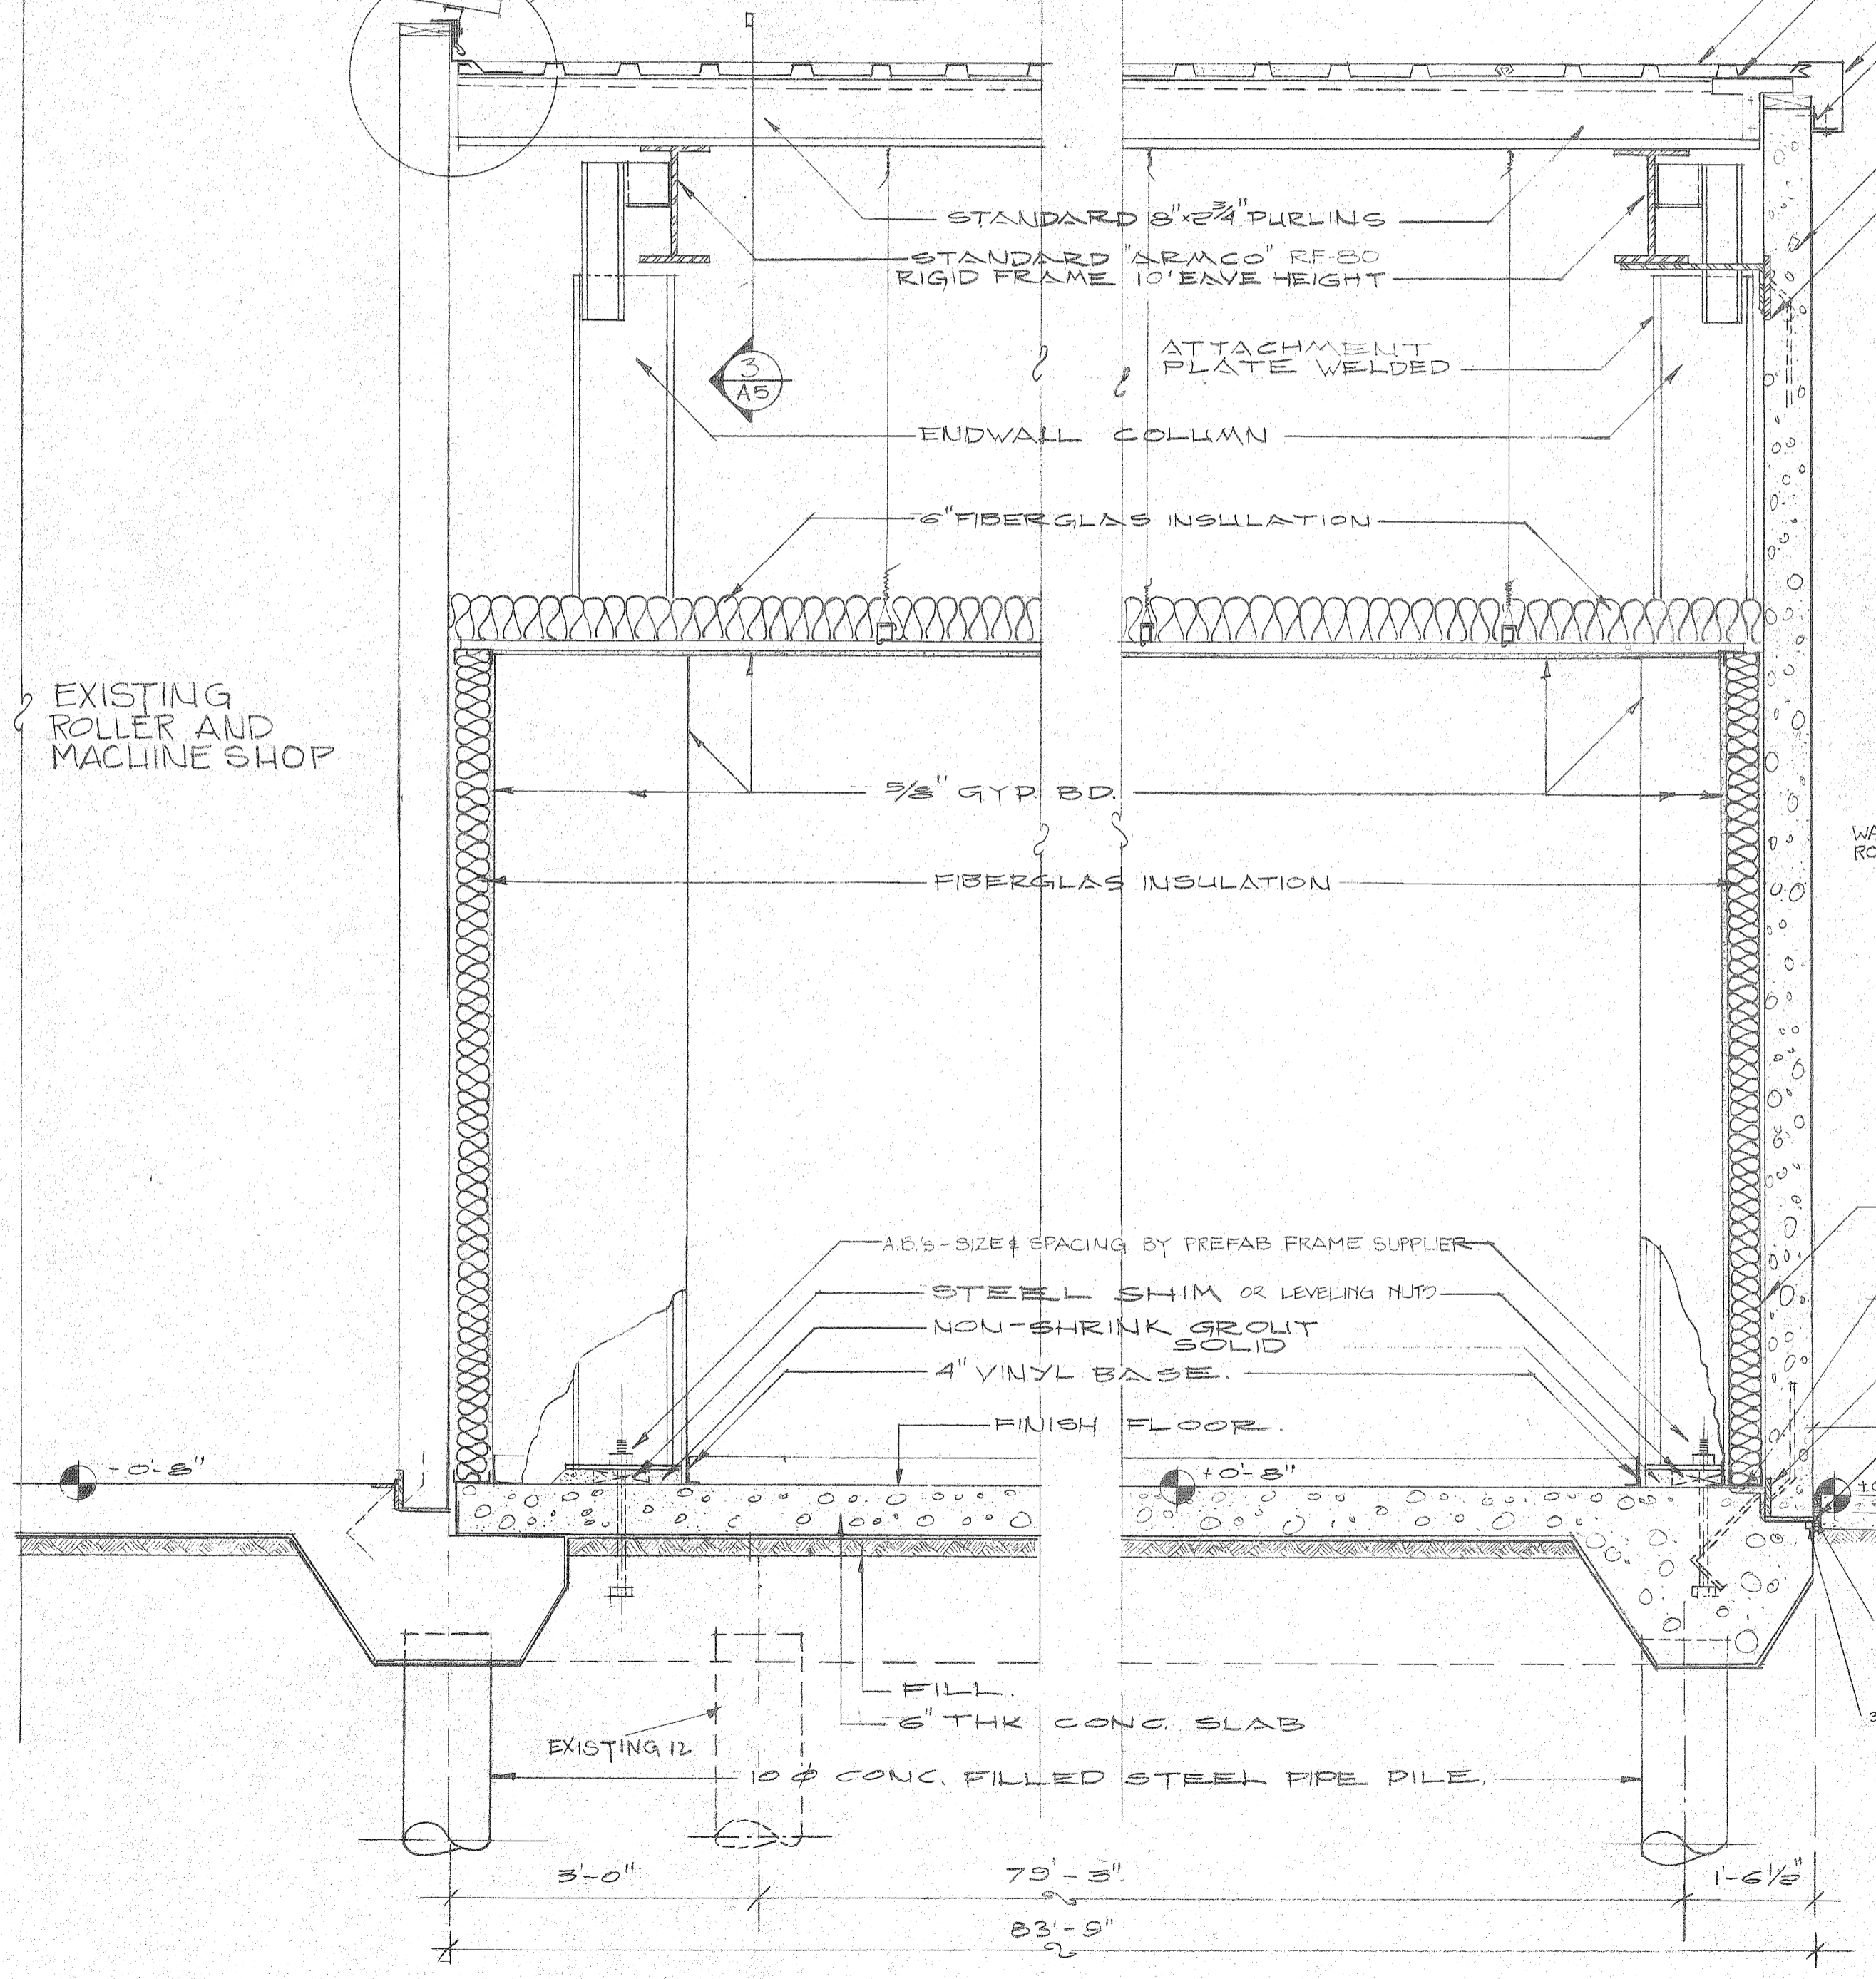 STANDARD 8"x2 3/4" PURLINS
STANDARD "ARMCO" RF-80
RIGID FRAME 10' EAVE HEIGHT
ATTACHMENT
PLATE WELDED
3
A5
ENDWALL COLUMN
6" FIBERGLAS INSULATION
EXISTING
ROLLER AND
MACHINE SHOP
5/8" GYP. BD.
FIBERGLAS INSULATION
A.B.'s - SIZE & SPACING BY PREFAB FRAME SUPPLIER
STEEL SHIM OR LEVELING NUTS
NON-SHRINK GROUT
SOLID
4" VINYL BASE.
FINISH FLOOR.
+0'-8"
+0'-8"
FILL.
6" THK CONC. SLAB
EXISTING 12
10 Ø CONC. FILLED STEEL PIPE PILE.
3'-0"
79'-3"
1'-6 1/2"
83'-9"